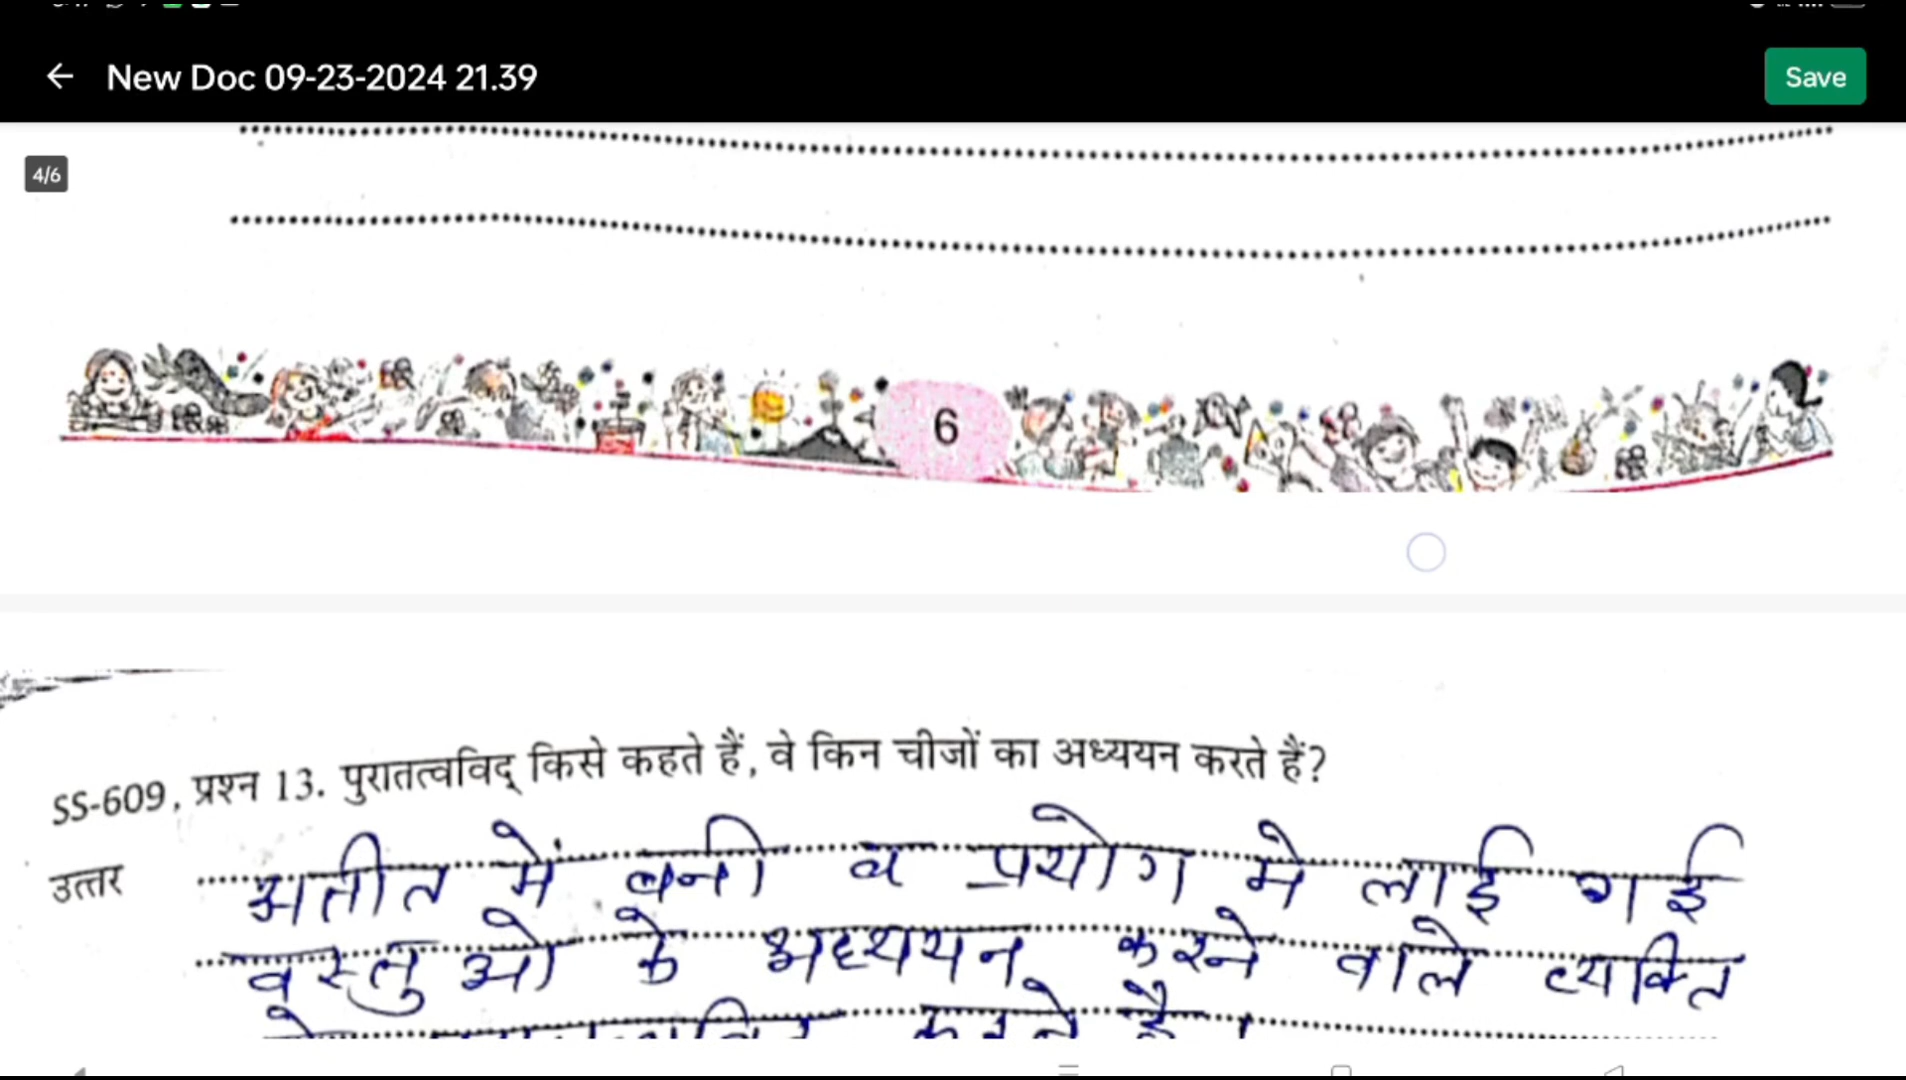 New Doc 09-23-2024 21.39
Save
4/6
6
SS-609, प्रश्न 13. पुरातत्वविद् किसे कहते हैं, वे किन चीजों का अध्ययन करते हैं?
उत्तर अतीत में बनी व प्रयोग मे लाई गई
वस्तुओ के अध्ययन करने वाले व्यक्ति